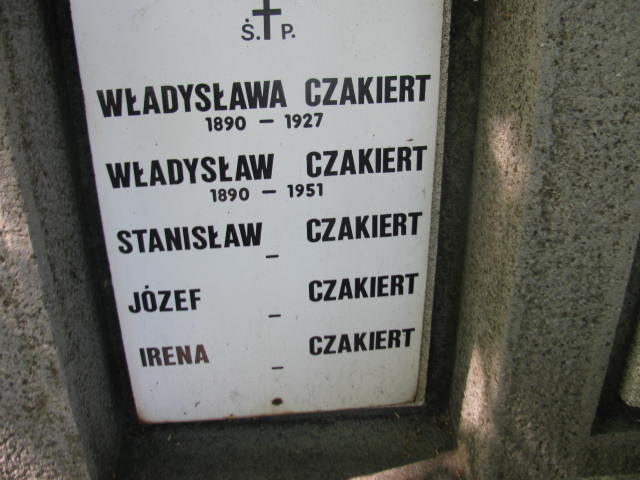 Ś. P.
WŁADYSŁAWA CZAKIERT
1890 – 1927
WŁADYSŁAW CZAKIERT
1890 – 1951
STANISŁAW – CZAKIERT
JÓZEF – CZAKIERT
IRENA – CZAKIERT